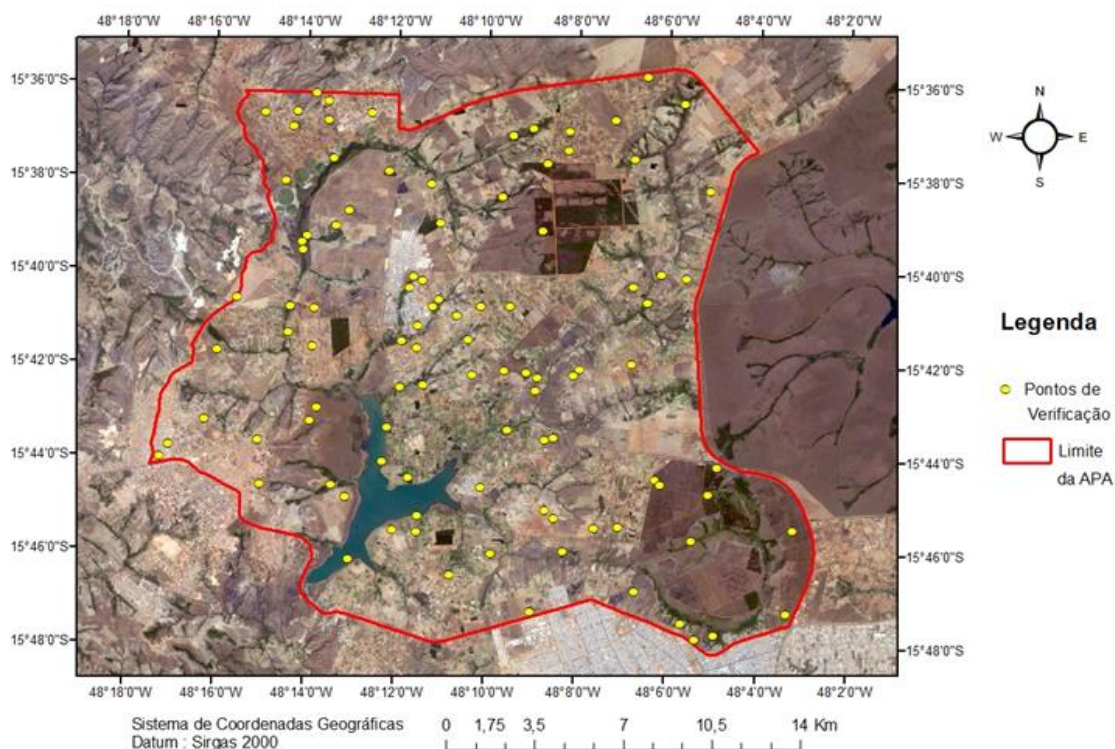 48°18'0"W 48°16'0"W 48°14'0"W 48°12'0"W 48°10'0"W 48°8'0"W 48°6'0"W 48°4'0"W 48°2'0"W
15°36'0"S
15°38'0"S
15°40'0"S
15°42'0"S
15°44'0"S
15°46'0"S
15°48'0"S
15°36'0"S
15°38'0"S
15°40'0"S
15°42'0"S
15°44'0"S
15°46'0"S
15°48'0"S
48°18'0"W 48°16'0"W 48°14'0"W 48°12'0"W 48°10'0"W 48°8'0"W 48°6'0"W 48°4'0"W 48°2'0"W
N
W E
S
Legenda
Pontos de
Verificação
Limite
da APA
Sistema de Coordenadas Geográficas
Datum : Sirgas 2000
0 1,75 3,5 7 10,5 14 Km